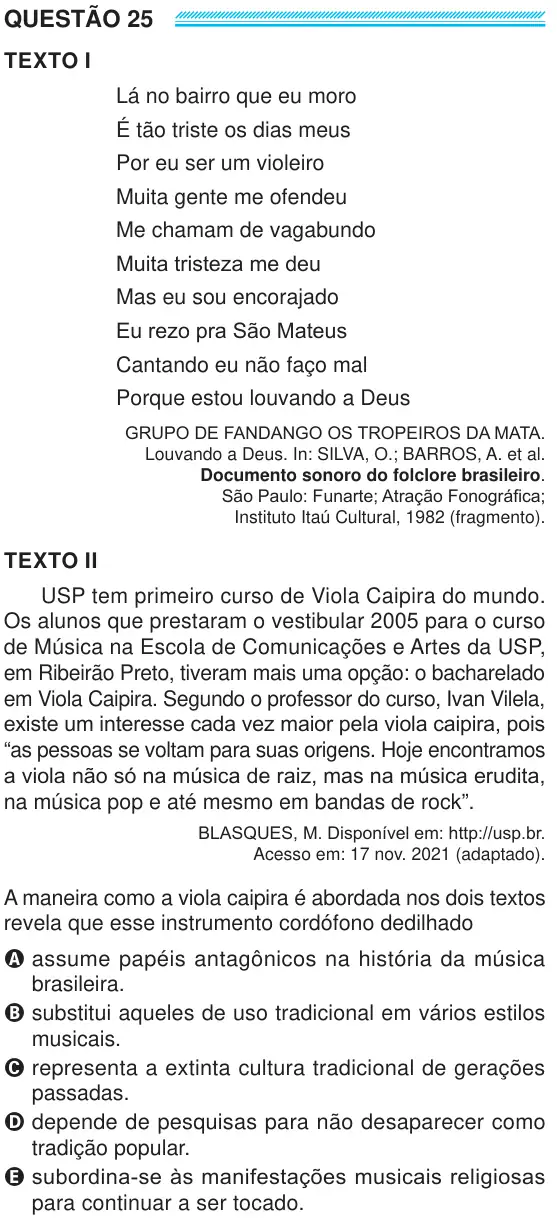 QUESTÃO 25
TEXTO I
Lá no bairro que eu moro
É tão triste os dias meus
Por eu ser um violeiro
Muita gente me ofendeu
Me chamam de vagabundo
Muita tristeza me deu
Mas eu sou encorajado
Eu rezo pra São Mateus
Cantando eu não faço mal
Porque estou louvando a Deus
GRUPO DE FANDANGO OS TROPEIROS DA MATA.
Louvando a Deus. In: SILVA, O.; BARROS, A. et al.
Documento sonoro do folclore brasileiro.
São Paulo: Funarte; Atração Fonográfica;
Instituto Itaú Cultural, 1982 (fragmento).
TEXTO II
USP tem primeiro curso de Viola Caipira do mundo.
Os alunos que prestaram o vestibular 2005 para o curso
de Música na Escola de Comunicações e Artes da USP,
em Ribeirão Preto, tiveram mais uma opção: o bacharelado
em Viola Caipira. Segundo o professor do curso, Ivan Vilela,
existe um interesse cada vez maior pela viola caipira, pois
“as pessoas se voltam para suas origens. Hoje encontramos
a viola não só na música de raiz, mas na música erudita,
na música pop e até mesmo em bandas de rock”.
BLASQUES, M. Disponível em: http://usp.br.
Acesso em: 17 nov. 2021 (adaptado).
A maneira como a viola caipira é abordada nos dois textos
revela que esse instrumento cordófono dedilhado
A assume papéis antagônicos na história da música
brasileira.
B substitui aqueles de uso tradicional em vários estilos
musicais.
C representa a extinta cultura tradicional de gerações
passadas.
D depende de pesquisas para não desaparecer como
tradição popular.
E subordina-se às manifestações musicais religiosas
para continuar a ser tocado.